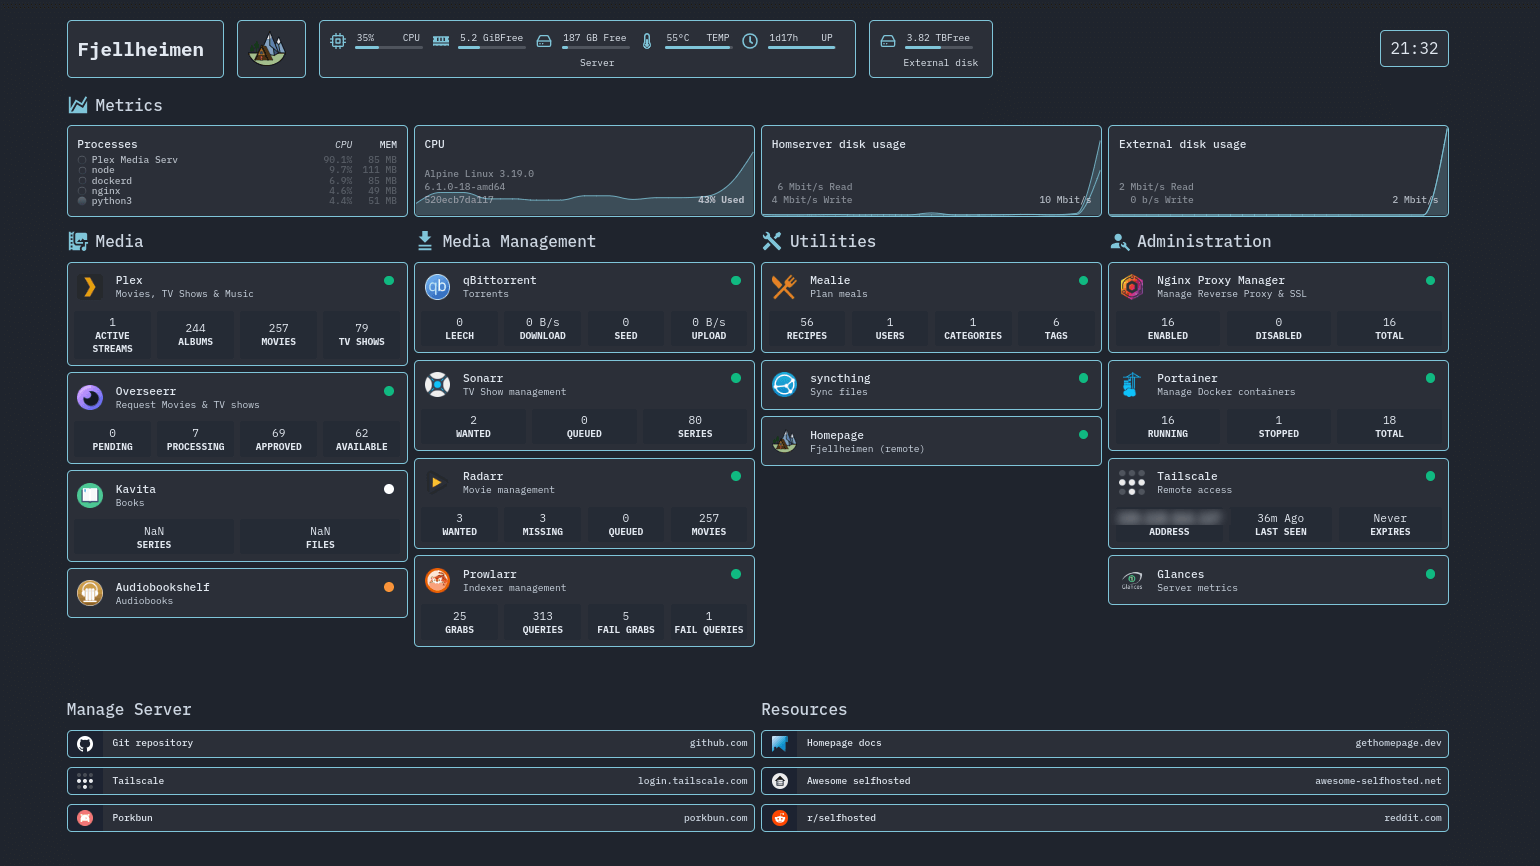 Fjellheimen
35% CPU
5.2 GiBFree
187 GB Free
55°C TEMP
1d17h UP
Server
3.82 TBFree
External disk
21:32
Metrics
Processes CPU MEM
Plex Media Serv 90.1% 85 MB
node 9.7% 111 MB
dockerd 6.9% 85 MB
nginx 4.6% 49 MB
python3 4.4% 51 MB
CPU
Alpine Linux 3.19.0
6.1.0-18-amd64
520ecb7da117
43% Used
Homserver disk usage
6 Mbit/s Read
4 Mbit/s Write
10 Mbit/s
External disk usage
2 Mbit/s Read
0 b/s Write
2 Mbit/s
Media
Plex
Movies, TV Shows & Music
1 244 257 79
ACTIVE STREAMS ALBUMS MOVIES TV SHOWS
Overseerr
Request Movies & TV shows
0 7 69 62
PENDING PROCESSING APPROVED AVAILABLE
Kavita
Books
NaN NaN
SERIES FILES
Audiobookshelf
Audiobooks
Media Management
qBittorrent
Torrents
qb
0 0 B/s 0 0 B/s
LEECH DOWNLOAD SEED UPLOAD
Sonarr
TV Show management
2 0 80
WANTED QUEUED SERIES
Radarr
Movie management
3 3 0 257
WANTED MISSING QUEUED MOVIES
Prowlarr
Indexer management
25 313 5 1
GRABS QUERIES FAIL GRABS FAIL QUERIES
Utilities
Mealie
Plan meals
56 1 1 6
RECIPES USERS CATEGORIES TAGS
syncthing
Sync files
Homepage
Fjellheimen (remote)
Administration
Nginx Proxy Manager
Manage Reverse Proxy & SSL
16 0 16
ENABLED DISABLED TOTAL
Portainer
Manage Docker containers
16 1 18
RUNNING STOPPED TOTAL
Tailscale
Remote access
36m Ago Never
ADDRESS LAST SEEN EXPIRES
Glances
Server metrics
Glances
Manage Server
Git repository github.com
Tailscale login.tailscale.com
Porkbun porkbun.com
Resources
Homepage docs gethomepage.dev
Awesome selfhosted awesome-selfhosted.net
r/selfhosted reddit.com